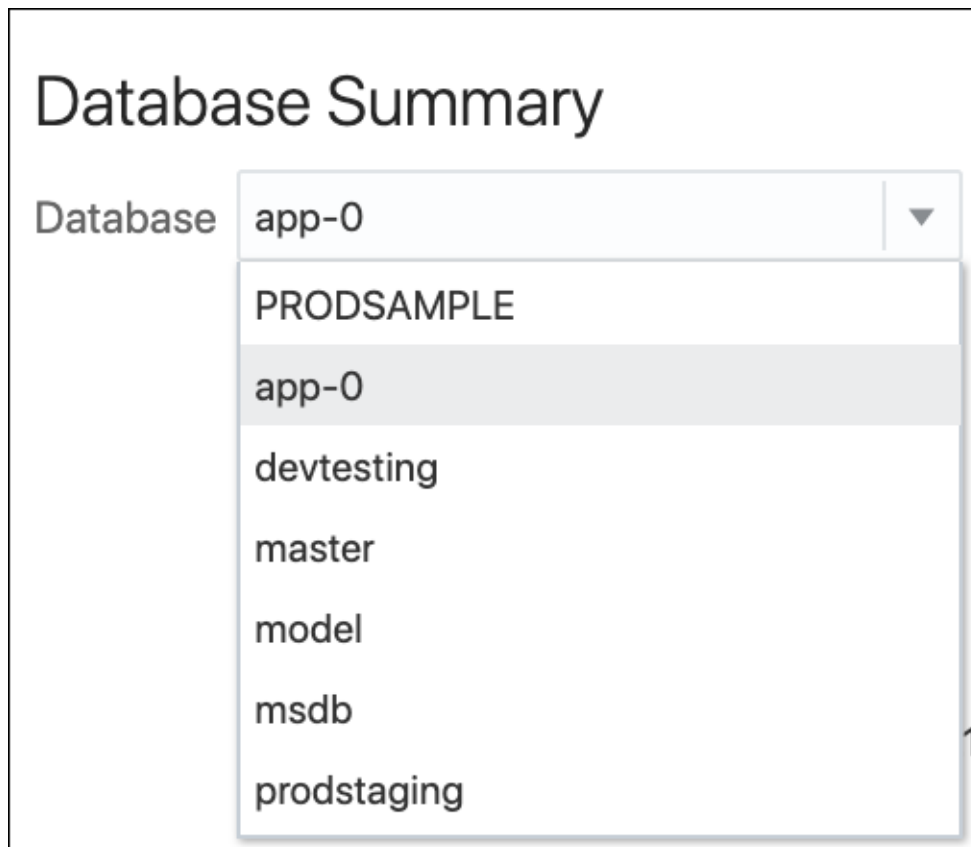 Database Summary
Database app-0
PRODSAMPLE
app-0
devtesting
master
model
msdb
prodstaging